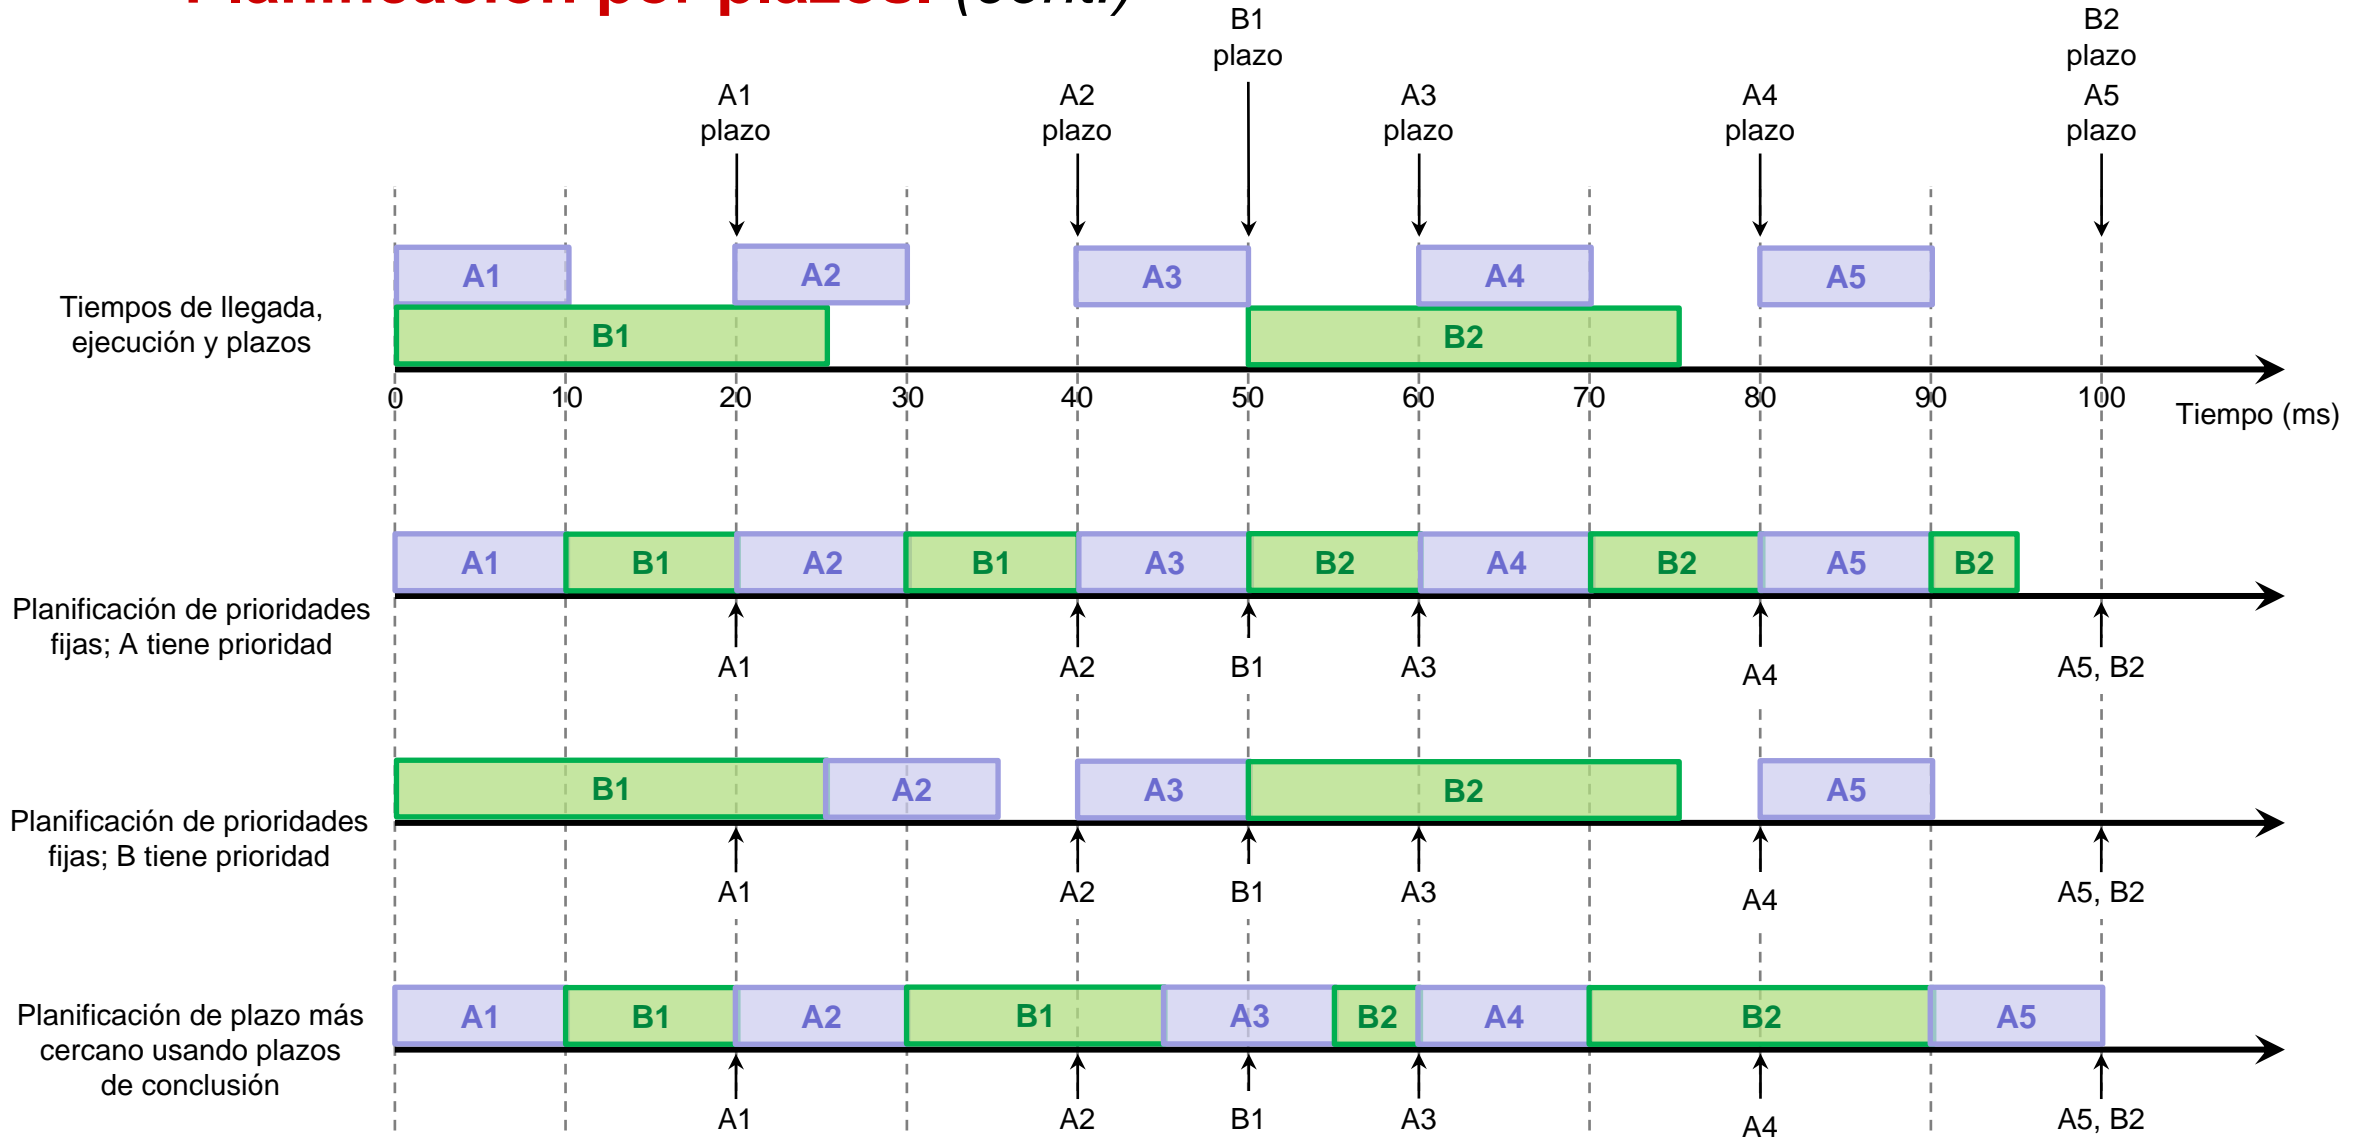 Planificación por plazos. (cont.)
B1
plazo
B2
plazo
A1
plazo
A2
plazo
A3
plazo
A4
plazo
A5
plazo
A1
A2
A3
A4
A5
Tiempos de llegada,
ejecución y plazos
B1
B2
0 10 20 30 40 50 60 70 80 90 100
Tiempo (ms)
A1 B1 A2 B1 A3 B2 A4 B2 A5 B2
Planificación de prioridades
fijas; A tiene prioridad
A1 A2 B1 A3 A4 A5, B2
B1 A2 A3 B2 A5
Planificación de prioridades
fijas; B tiene prioridad
A1 A2 B1 A3 A4 A5, B2
A1 B1 A2 B1 A3 B2 A4 B2 A5
Planificación de plazo más
cercano usando plazos
de conclusión
A1 A2 B1 A3 A4 A5, B2